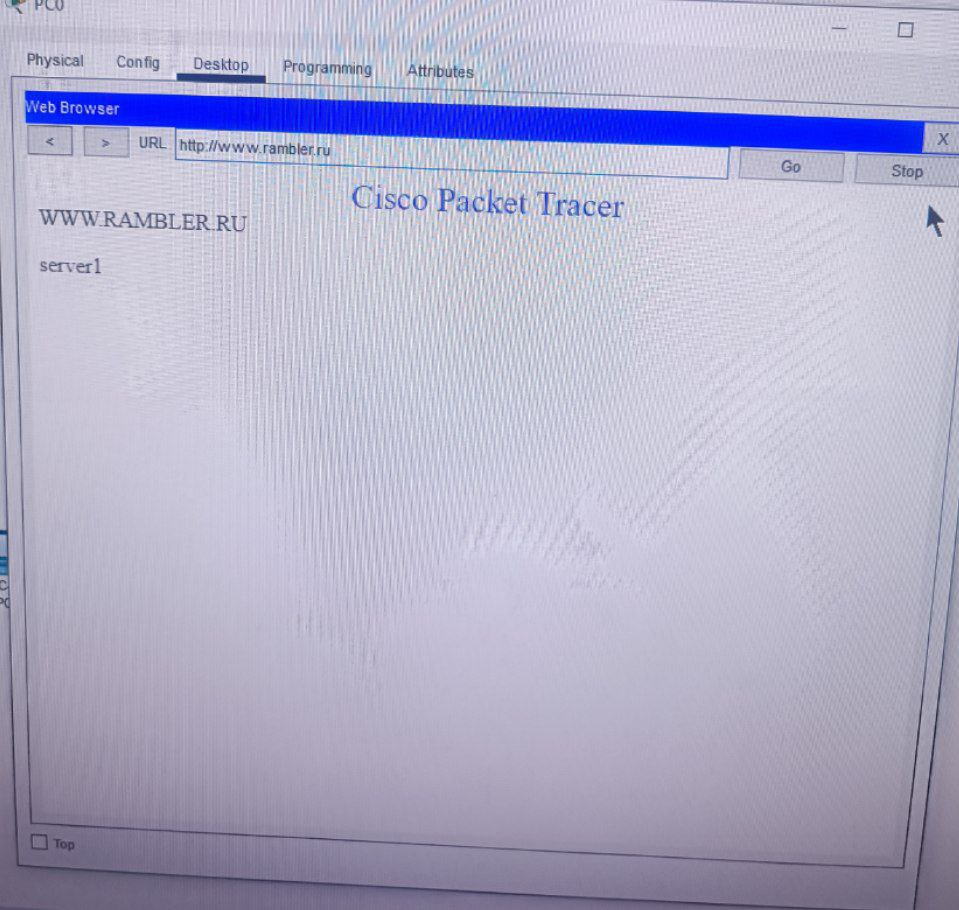 PC0
Physical Config Desktop Programming Attributes
Web Browser
X
< > URL http://www.rambler.ru Go Stop
Cisco Packet Tracer
WWW.RAMBLER.RU
server1
Top